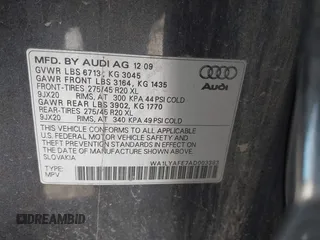 MFD. BY AUDI AG 12 09
GVWR LBS 6713, KG 3045
GAWR FRONT LBS 3164, KG 1435
FRONT-TIRES 275/45 R20 XL
9JX20 RIMS, AT 300 KPA 44 PSI COLD
GAWR REAR LBS 3902, KG 1770
REAR-TIRES 275/45 R20 XL
9JX20 RIMS, AT 340 KPA 49 PSI COLD
THIS VEHICLE CONFORMS TO ALL
APPLICABLE U.S. FEDERAL MOTOR
VEHICLE SAFETY AND
THEFT PREVENTION STANDARDS
IN EFFECT ON THE DATE OF
MANUFACTURE SHOWN ABOVE
SLOVAKIA
TYPE:
MPV
Audi
DREAMBID